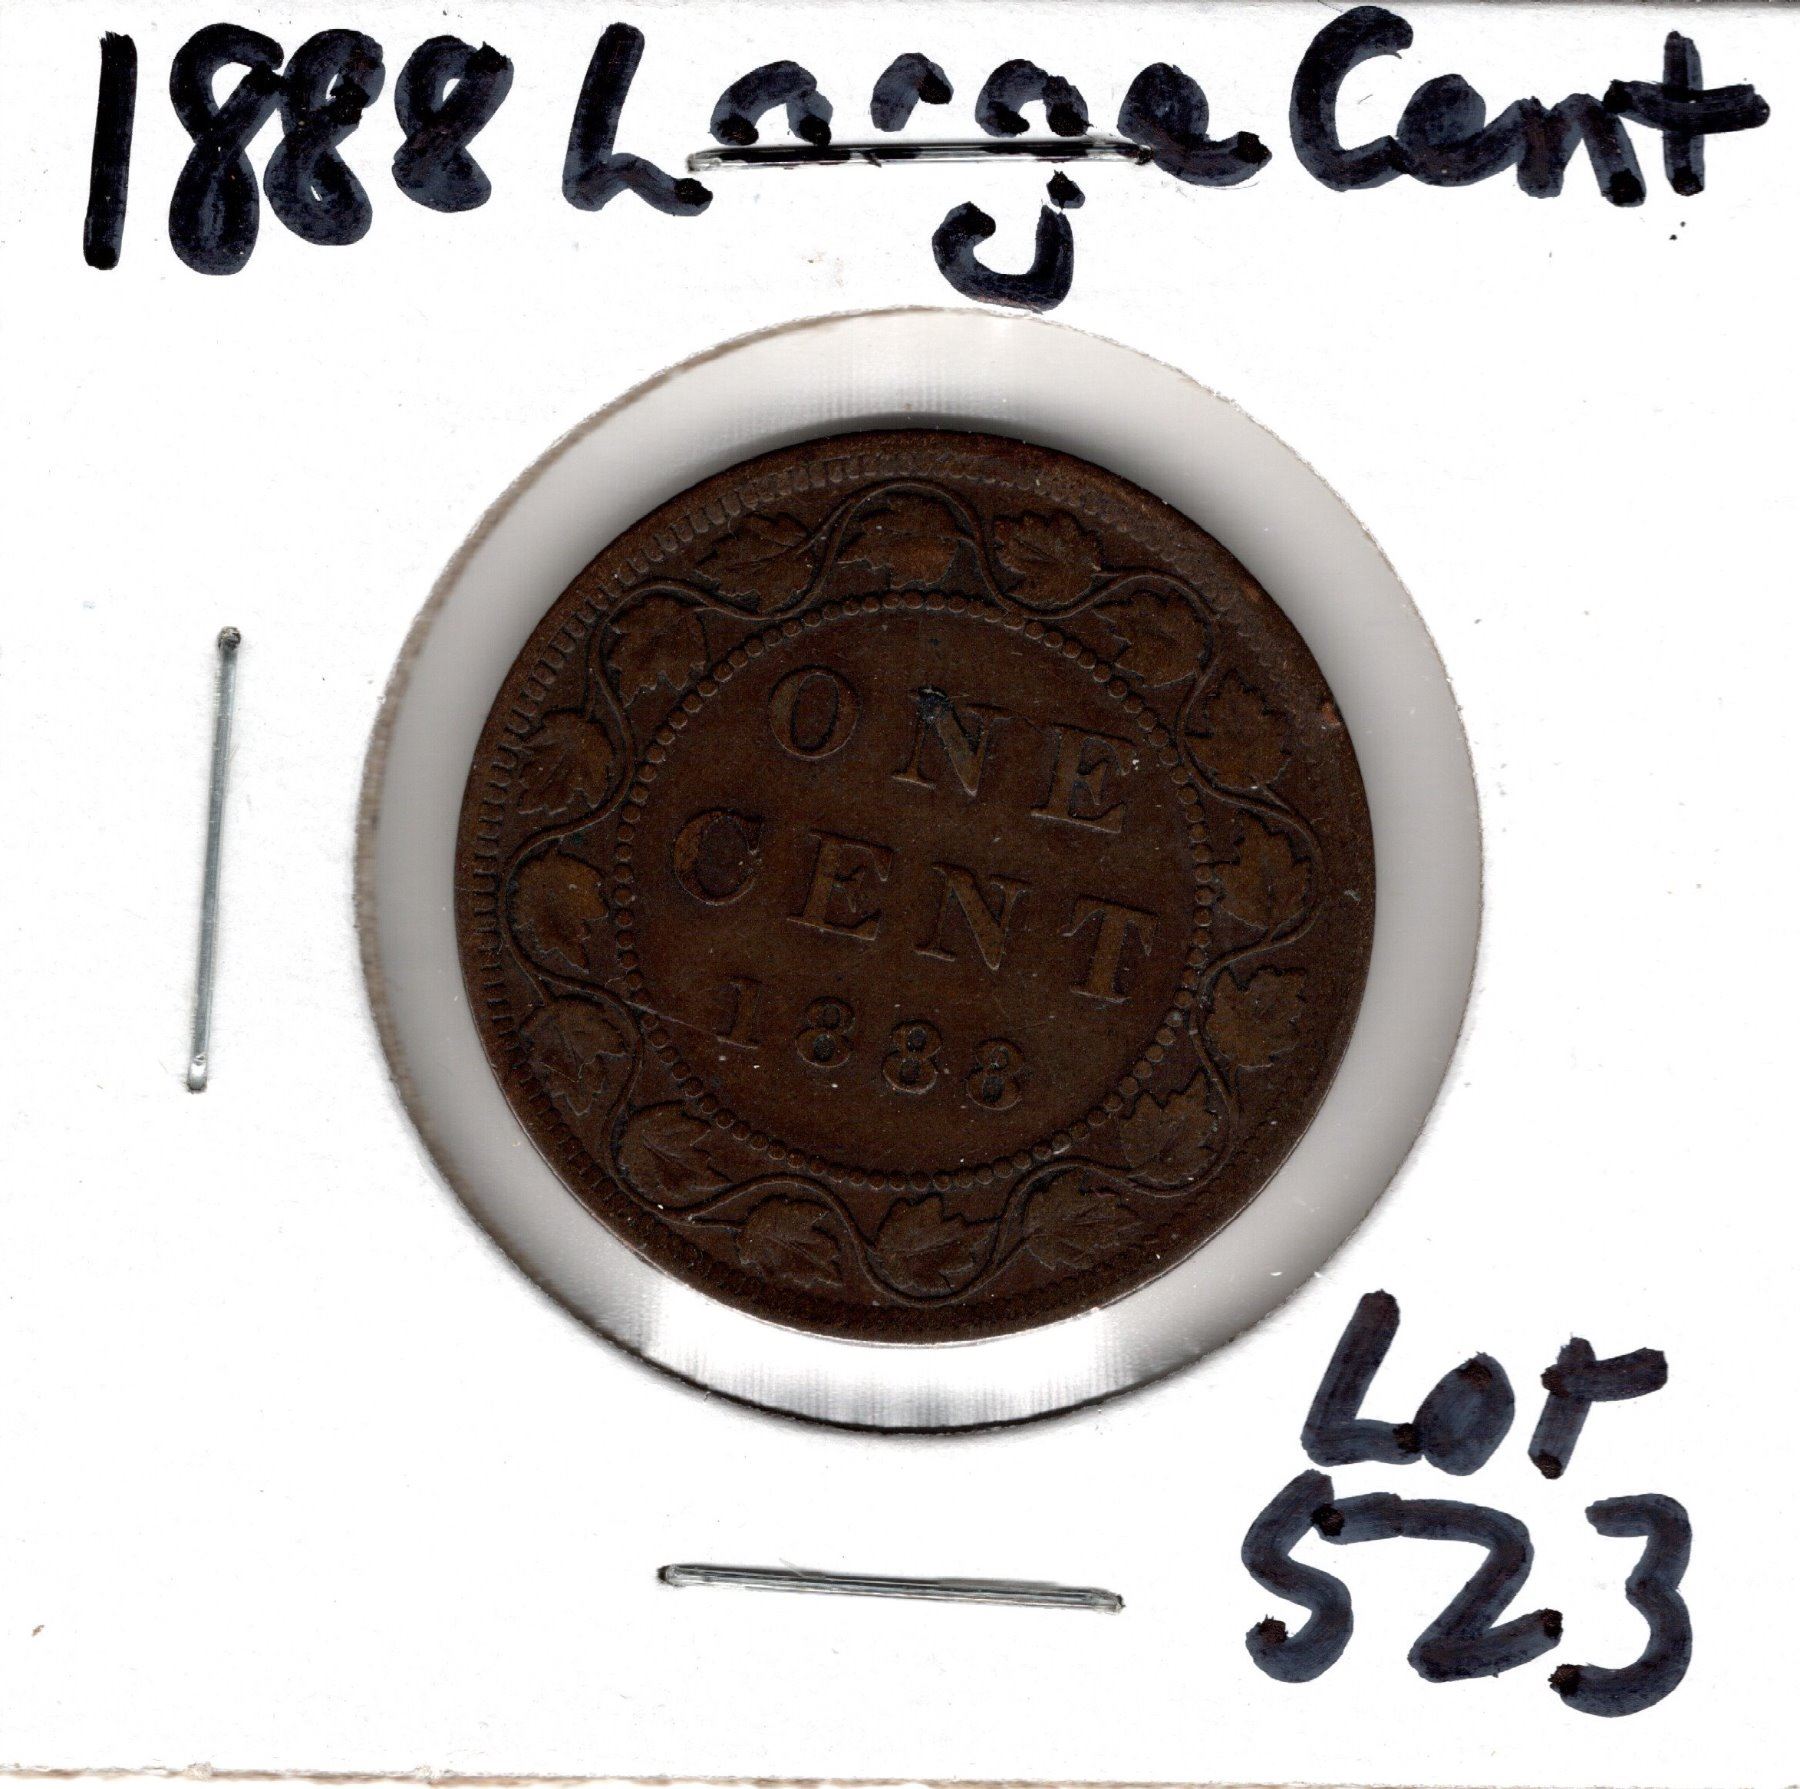 1888 Large Cent
ONE
CENT
1888
Lot
523